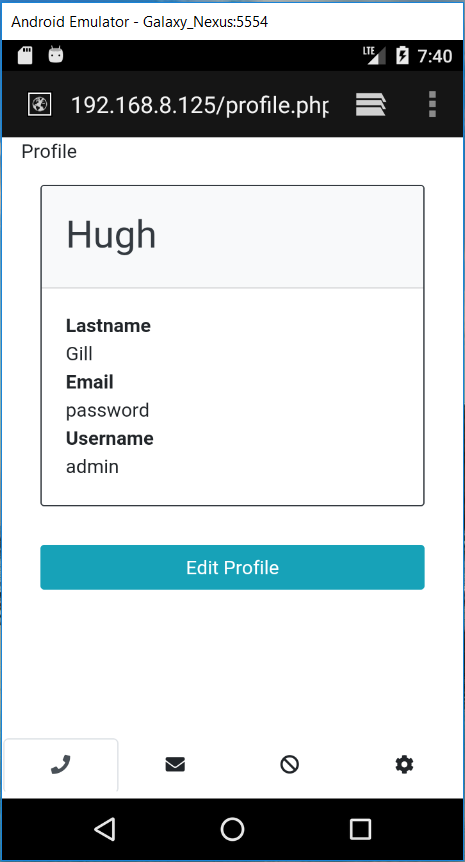 Android Emulator - Galaxy_Nexus:5554
LTE 7:40
192.168.8.125/profile.php
Profile
Hugh
Lastname
Gill
Email
password
Username
admin
Edit Profile